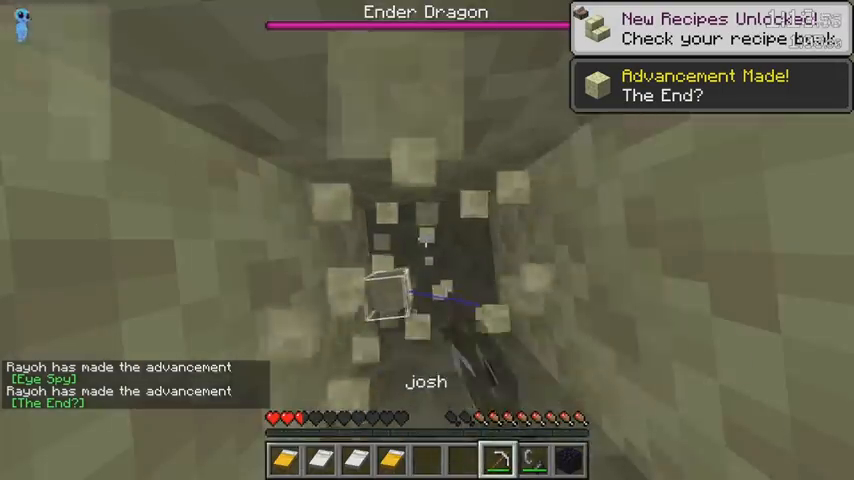 Ender Dragon
New Recipes Unlocked!
Check your recipe book
Advancement Made!
The End?
Rayoh has made the advancement
[Eye Spy]
Rayoh has made the advancement
[The End?]
josh